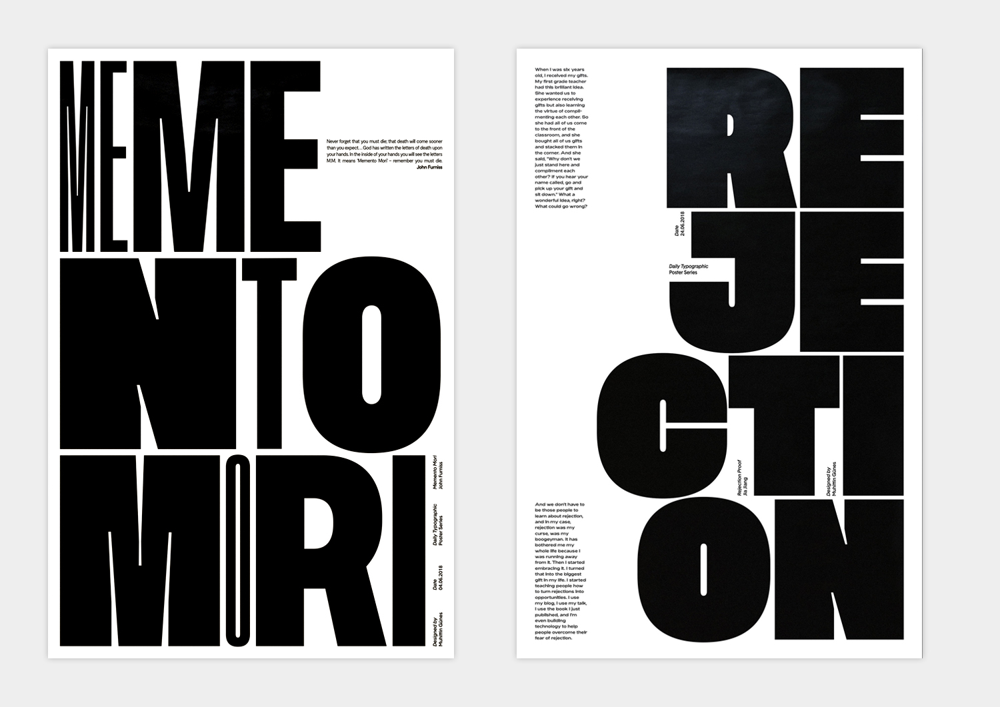 MEME
Never forget that you must die; that death will come sooner
than you expect... God has written the letters of death upon
your hands. In the inside of your hands you will see the letters
M.M. It means 'Memento Mori' – remember you must die.
John Furniss
NTO
MORI
Memento Mori
John Furniss
Daily Typographic
Poster Series
Date
04.06.2018
Designed by
Muhittin Günes
When I was six years
old, I received my gifts.
My first grade teacher
had this brilliant idea.
She wanted us to
experience receiving
gifts but also learning
the virtue of compli-
menting each other. So
she had all of us come
to the front of the
classroom, and she
bought all of us gifts
and stacked them in
the corner. And she
said, "Why don't we
just stand here and
compliment each
other? If you hear your
name called, go and
pick up your gift and
sit down." What a
wonderful idea, right?
What could go wrong?
RE
Date
24.06.2018
JE
Daily Typographic
Poster Series
CTI
Rejection Proof
Jia Jiang
Designed by
Muhittin Günes
ON
And we don't have to
be those people to
learn about rejection,
and in my case,
rejection was my
curse, was my
boogeyman. It has
bothered me my
whole life because I
was running away
from it. Then I started
embracing it. I turned
that into the biggest
gift in my life. I started
teaching people how
to turn rejections into
opportunities. I use
my blog, I use my talk,
I use the book I just
published, and I'm
even building
technology to help
people overcome their
fear of rejection.